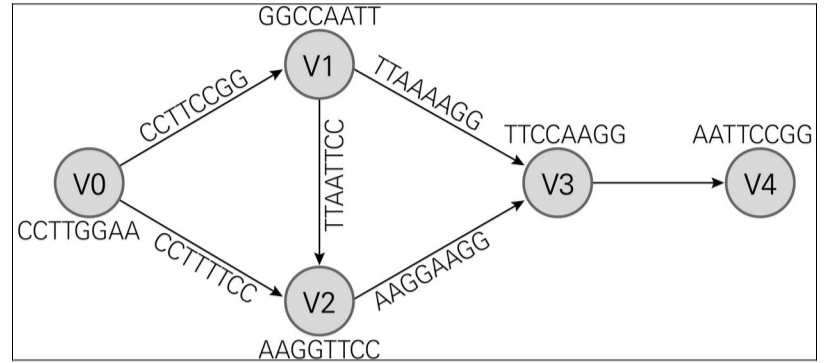 GGCCAATT
V1
CCTTCCGG
TTAAAAGG
TTAATTCC
TTCCAAGG
AATTCCGG
V0
V3
V4
CCTTGGAA
CCTTTTCC
AAGGAAGG
V2
AAGGTTCC